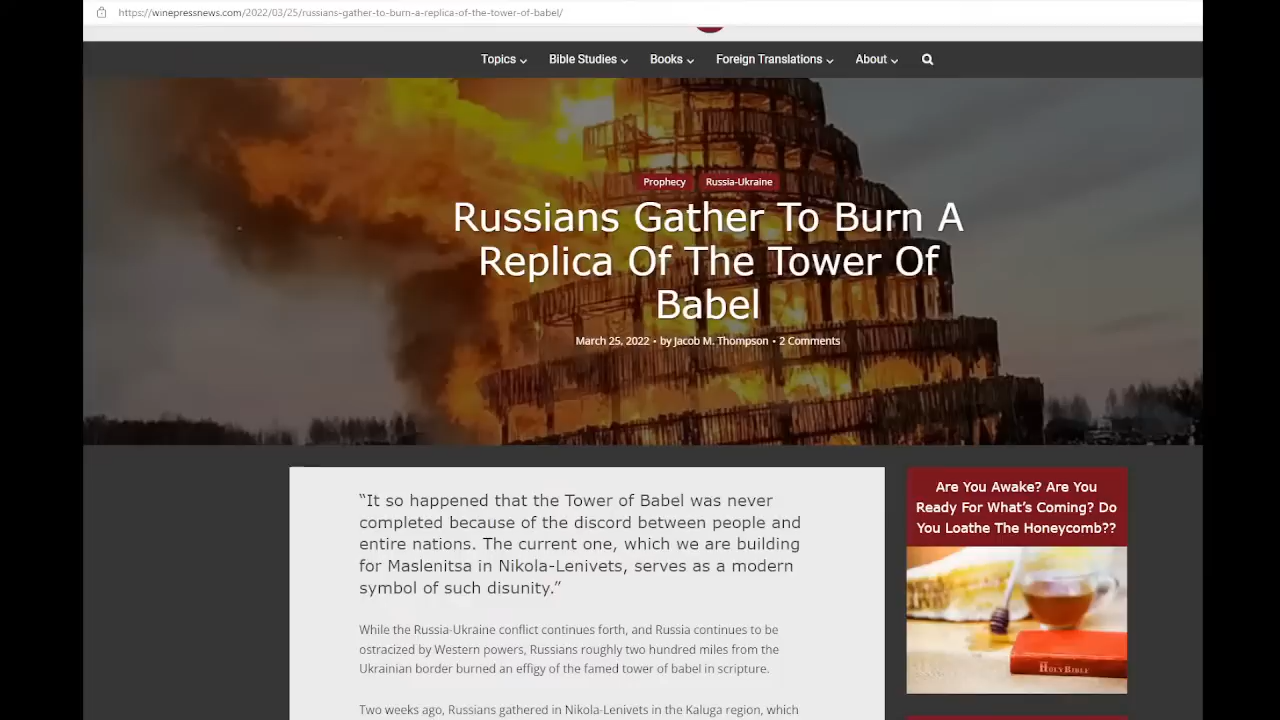 https://winepressnews.com/2022/03/25/russians-gather-to-burn-a-replica-of-the-tower-of-babel/
Topics Bible Studies Books Foreign Translations About
Prophecy Russia-Ukraine
Russians Gather To Burn A
Replica Of The Tower Of
Babel
March 25, 2022 • by Jacob M. Thompson • 2 Comments
“It so happened that the Tower of Babel was never
completed because of the discord between people and
entire nations. The current one, which we are building
for Maslenitsa in Nikola-Lenivets, serves as a modern
symbol of such disunity.”
While the Russia-Ukraine conflict continues forth, and Russia continues to be
ostracized by Western powers, Russians roughly two hundred miles from the
Ukrainian border burned an effigy of the famed tower of babel in scripture.
Two weeks ago, Russians gathered in Nikola-Lenivets in the Kaluga region, which
Are You Awake? Are You
Ready For What’s Coming? Do
You Loathe The Honeycomb??
HOLY BIBLE